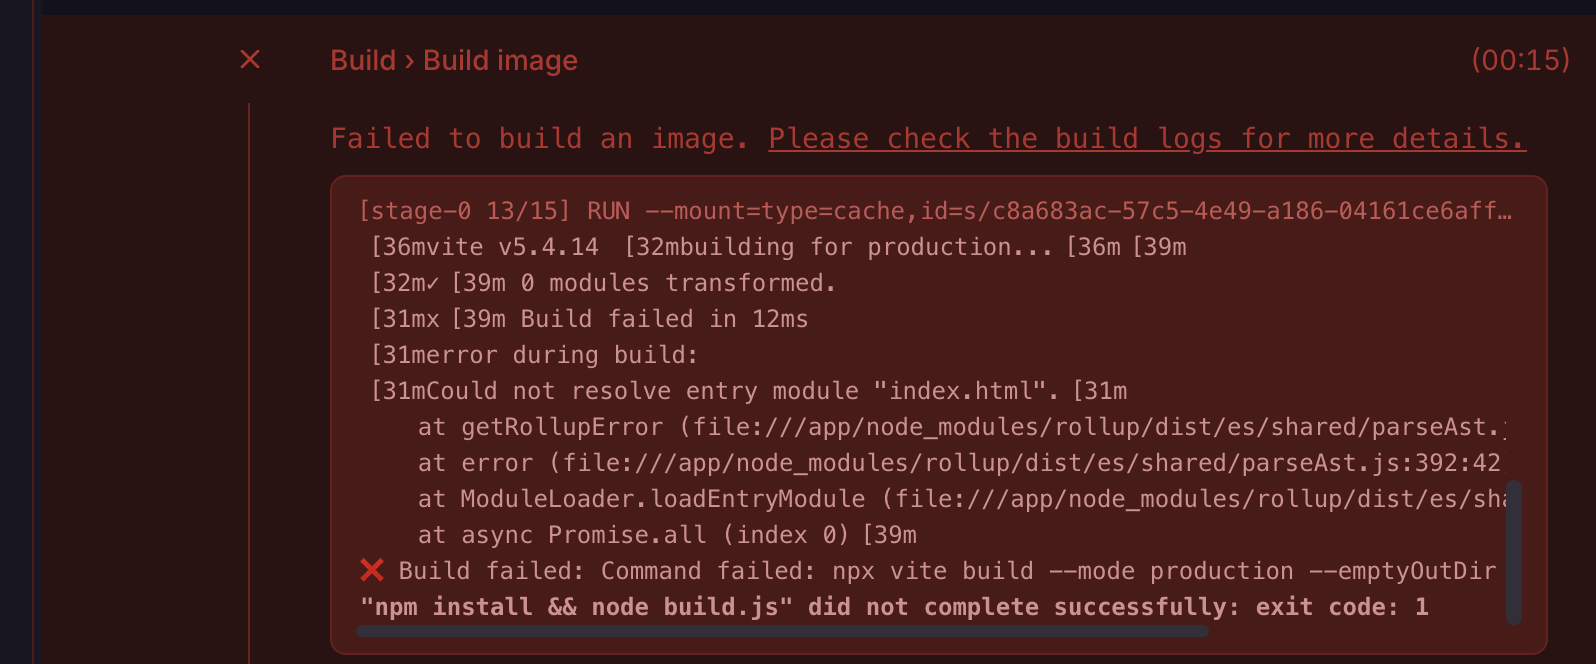 Build › Build image
(00:15)
Failed to build an image. Please check the build logs for more details.
[stage-0 13/15] RUN --mount=type=cache,id=s/c8a683ac-57c5-4e49-a186-04161ce6aff…
[36mvite v5.4.14 [32mbuilding for production... [36m [39m
[32m✓ [39m 0 modules transformed.
[31mx [39m Build failed in 12ms
[31merror during build:
[31mCould not resolve entry module "index.html". [31m
at getRollupError (file:///app/node_modules/rollup/dist/es/shared/parseAst.j
at error (file:///app/node_modules/rollup/dist/es/shared/parseAst.js:392:42
at ModuleLoader.loadEntryModule (file:///app/node_modules/rollup/dist/es/sha
at async Promise.all (index 0) [39m
❌ Build failed: Command failed: npx vite build --mode production --emptyOutDir
"npm install && node build.js" did not complete successfully: exit code: 1